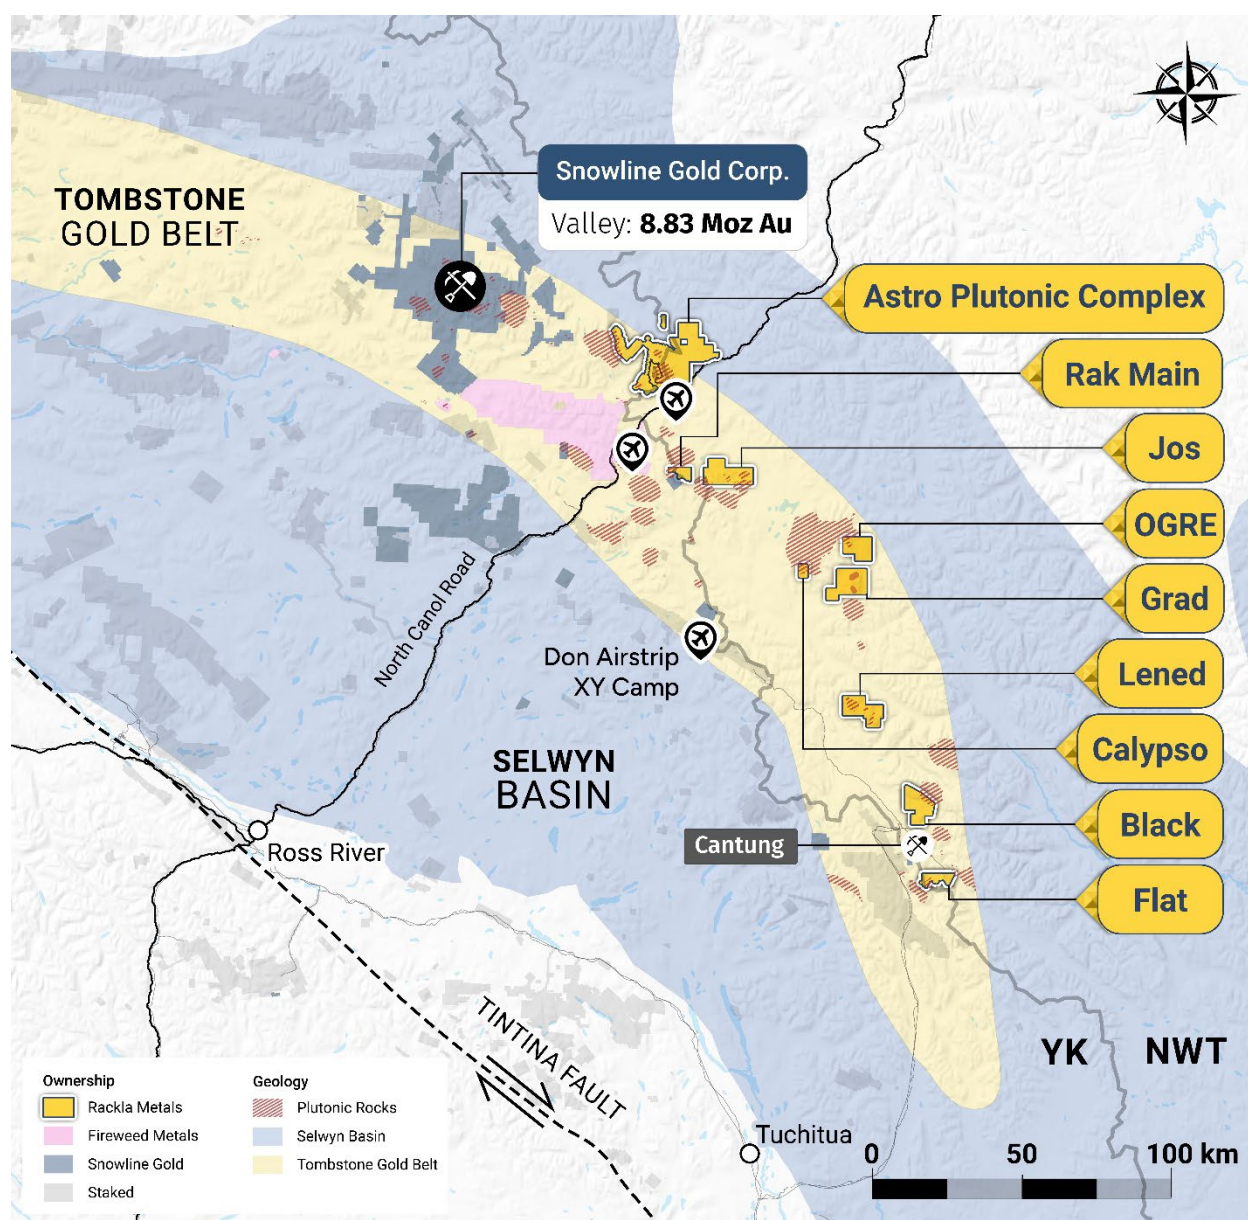 Snowline Gold Corp.
Valley: 8.83 Moz Au
TOMBSTONE
GOLD BELT
Astro Plutonic Complex
Rak Main
Jos
OGRE
Grad
Lened
Calypso
Black
Flat
North Canol Road
Don Airstrip
XY Camp
SELWYN
BASIN
Cantung
Ross River
TINTINA FAULT
YK
NWT
Tuchitua
Ownership
Rackla Metals
Fireweed Metals
Snowline Gold
Staked
Geology
Plutonic Rocks
Selwyn Basin
Tombstone Gold Belt
0 50 100 km